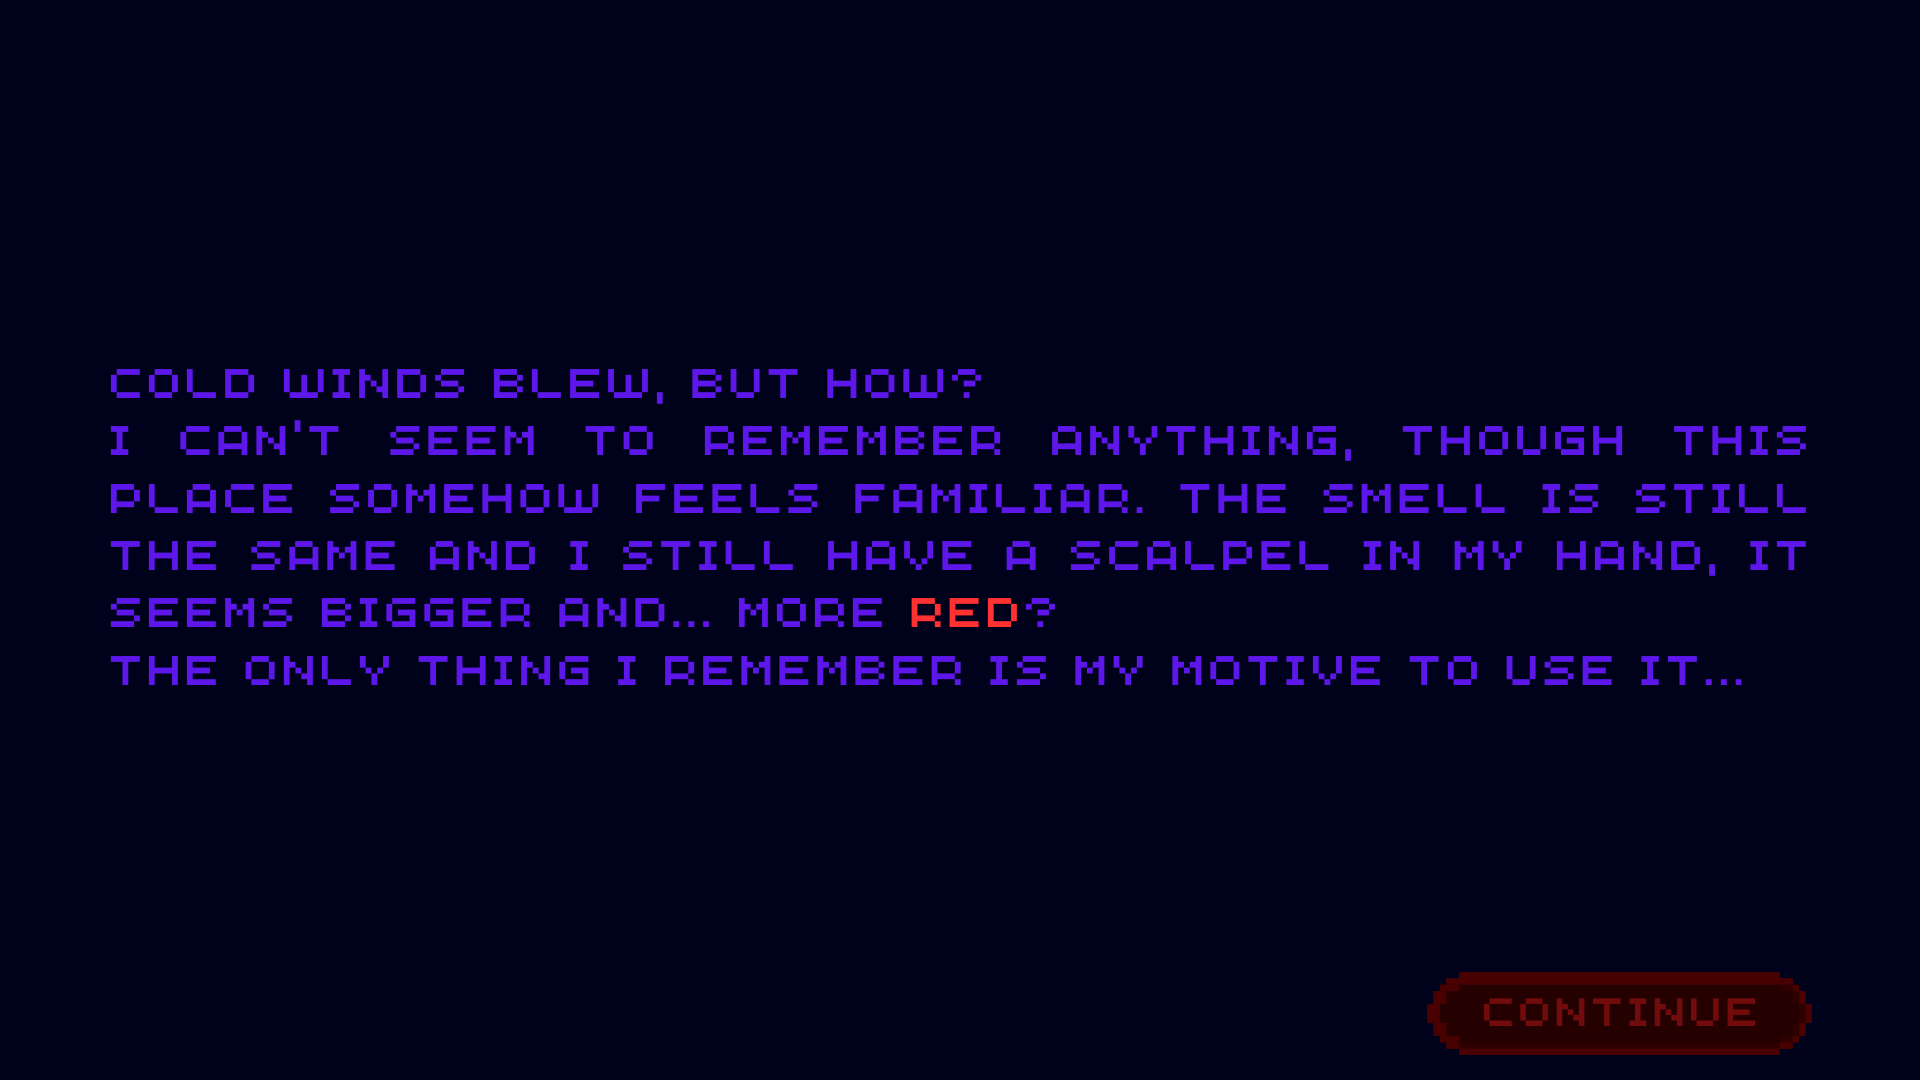 COLD WINDS BLEW, BUT HOW?
I CAN'T SEEM TO REMEMBER ANYTHING, THOUGH THIS
PLACE SOMEHOW FEELS FAMILIAR. THE SMELL IS STILL
THE SAME AND I STILL HAVE A SCALPEL IN MY HAND, IT
SEEMS BIGGER AND... MORE RED?
THE ONLY THING I REMEMBER IS MY MOTIVE TO USE IT...
CONTINUE